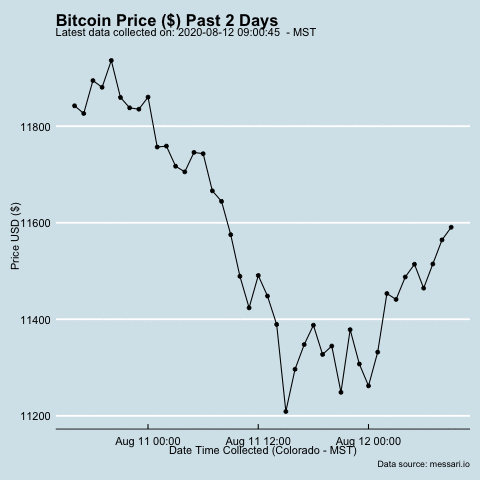 Bitcoin Price ($) Past 2 Days
Latest data collected on: 2020-08-12 09:00:45 - MST
11800
11600
11400
11200
Price USD ($)
Aug 11 00:00 Aug 11 12:00 Aug 12 00:00
Date Time Collected (Colorado - MST)
Data source: messari.io